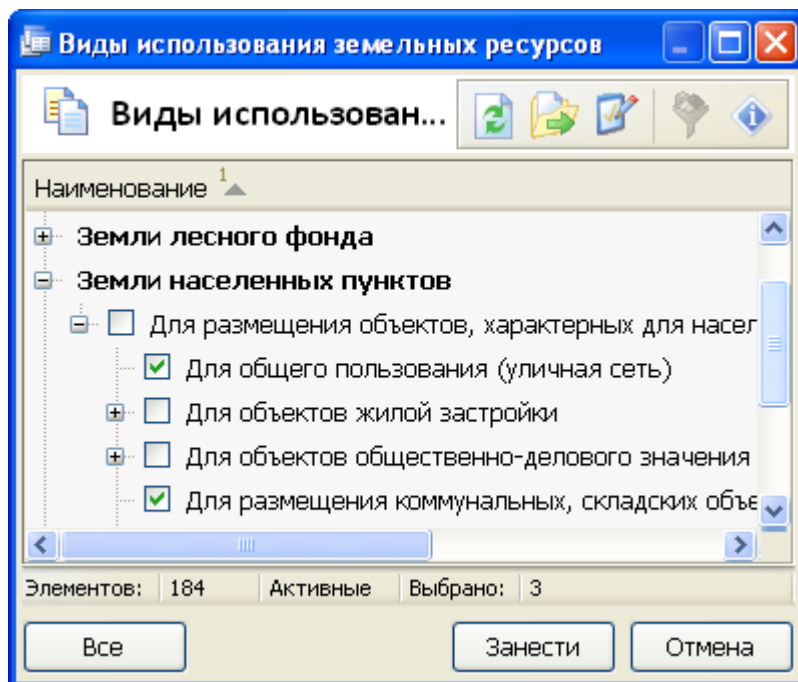 Виды использования земельных ресурсов
Виды использован...
Наименование 1
Земли лесного фонда
Земли населенных пунктов
Для размещения объектов, характерных для насел
Для общего пользования (уличная сеть)
Для объектов жилой застройки
Для объектов общественно-делового значения
Для размещения коммунальных, складских объе
Элементов: 184 Активные Выбрано: 3
Все Занести Отмена